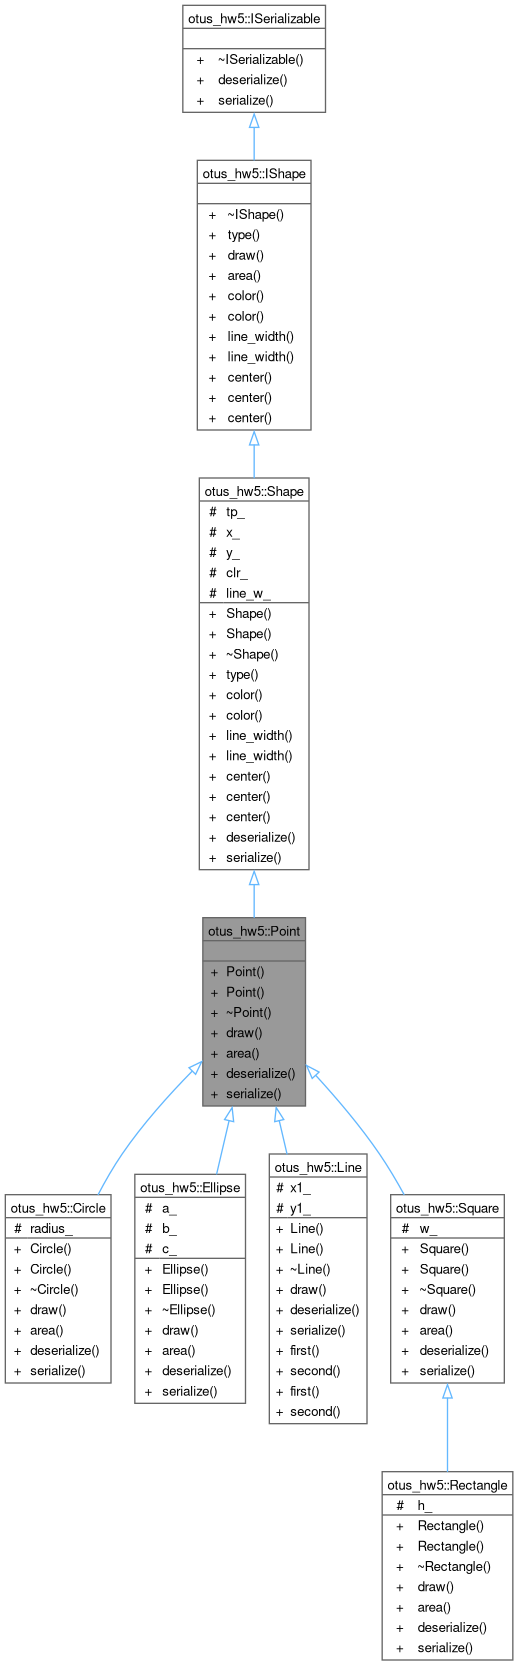 otus_hw5::ISerializable
+ ~ISerializable()
+ deserialize()
+ serialize()
otus_hw5::IShape
+ ~IShape()
+ type()
+ draw()
+ area()
+ color()
+ color()
+ line_width()
+ line_width()
+ center()
+ center()
+ center()
otus_hw5::Shape
# tp_
# x_
# y_
# clr_
# line_w_
+ Shape()
+ Shape()
+ ~Shape()
+ type()
+ color()
+ color()
+ line_width()
+ line_width()
+ center()
+ center()
+ center()
+ deserialize()
+ serialize()
otus_hw5::Point
+ Point()
+ Point()
+ ~Point()
+ draw()
+ area()
+ deserialize()
+ serialize()
otus_hw5::Circle
# radius_
+ Circle()
+ Circle()
+ ~Circle()
+ draw()
+ area()
+ deserialize()
+ serialize()
otus_hw5::Ellipse
# a_
# b_
# c_
+ Ellipse()
+ Ellipse()
+ ~Ellipse()
+ draw()
+ area()
+ deserialize()
+ serialize()
otus_hw5::Line
# x1_
# y1_
+ Line()
+ Line()
+ ~Line()
+ draw()
+ deserialize()
+ serialize()
+ first()
+ second()
+ first()
+ second()
otus_hw5::Square
# w_
+ Square()
+ Square()
+ ~Square()
+ draw()
+ area()
+ deserialize()
+ serialize()
otus_hw5::Rectangle
# h_
+ Rectangle()
+ Rectangle()
+ ~Rectangle()
+ draw()
+ area()
+ deserialize()
+ serialize()